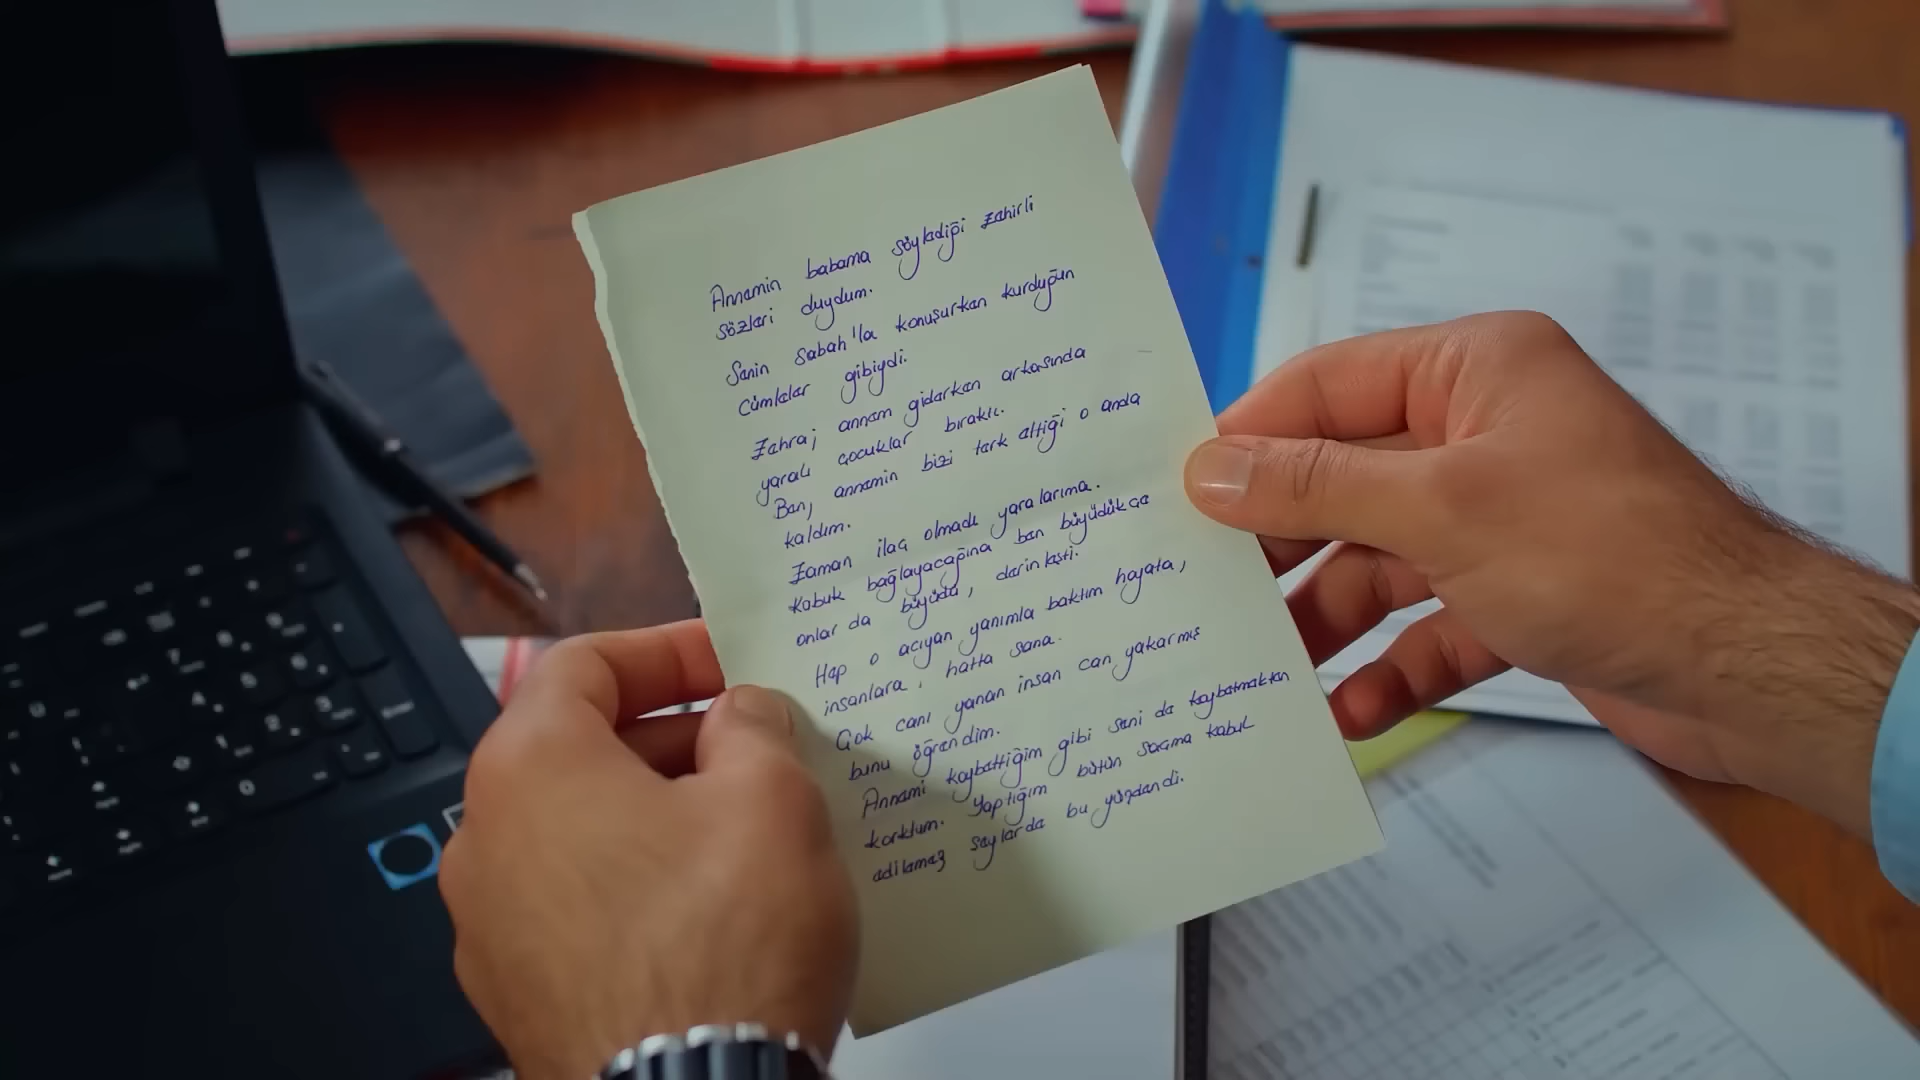 Annemin babama söylediği zehirli
sözleri duydum.
Senin Sabah'la konuşurken kurduğun
cümleler gibiydi.
Zehra; annem giderken arkasında
yaralı çocuklar bıraktı.
Ben, annemin bizi terk ettiği o anda
kaldım.
Zaman ilaç olmadı yaralarıma.
Kabuk bağlayacağına ben büyüdükçe
onlar da büyüdü, derinleşti.
Hep o acıyan yanımla baktım hayata,
insanlara, hatta sana.
Çok canı yanan insan can yakarmış
bunu öğrendim.
Annemi kaybettiğim gibi seni de kaybetmekten
korktum. Yaptığım bütün saçma kabul
edilemez şeylerde bu yüzdendi.